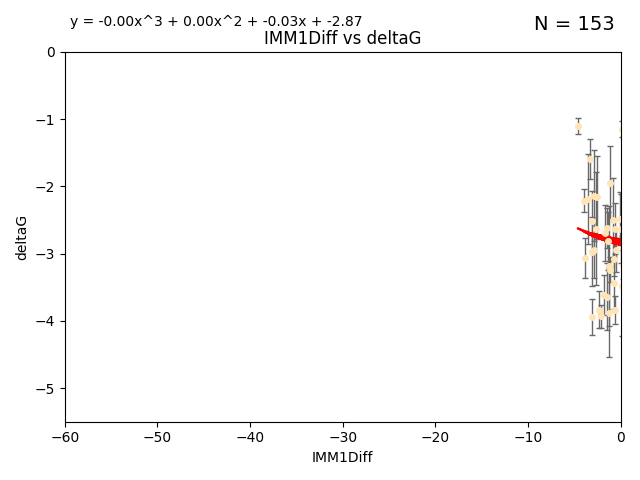 y = -0.00x^3 + 0.00x^2 + -0.03x + -2.87
N = 153
IMM1Diff vs deltaG
0
−1
−2
−3
−4
−5
deltaG
−60 −50 −40 −30 −20 −10 0
IMM1Diff